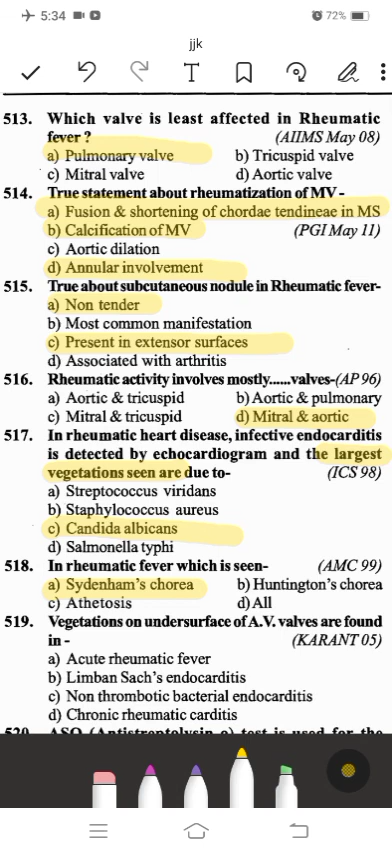 5:34
72%
jjk
T
513. Which valve is least affected in Rheumatic
fever ? (AIIMS May 08)
a) Pulmonary valve b) Tricuspid valve
c) Mitral valve d) Aortic valve
514. True statement about rheumatization of MV -
a) Fusion & shortening of chordae tendineae in MS
b) Calcification of MV (PGI May 11)
c) Aortic dilation
d) Annular involvement
515. True about subcutaneous nodule in Rheumatic fever-
a) Non tender
b) Most common manifestation
c) Present in extensor surfaces
d) Associated with arthritis
516. Rheumatic activity involves mostly......valves-(AP 96)
a) Aortic & tricuspid b) Aortic & pulmonary
c) Mitral & tricuspid d) Mitral & aortic
517. In rheumatic heart disease, infective endocarditis
is detected by echocardiogram and the largest
vegetations seen are due to- (ICS 98)
a) Streptococcus viridans
b) Staphylococcus aureus
c) Candida albicans
d) Salmonella typhi
518. In rheumatic fever which is seen- (AMC 99)
a) Sydenham's chorea b) Huntington's chorea
c) Athetosis d) All
519. Vegetations on undersurface of A.V. valves are found
in - (KARANT 05)
a) Acute rheumatic fever
b) Limban Sach's endocarditis
c) Non thrombotic bacterial endocarditis
d) Chronic rheumatic carditis
520. ASO (Antistreptolysin o) test is used for the